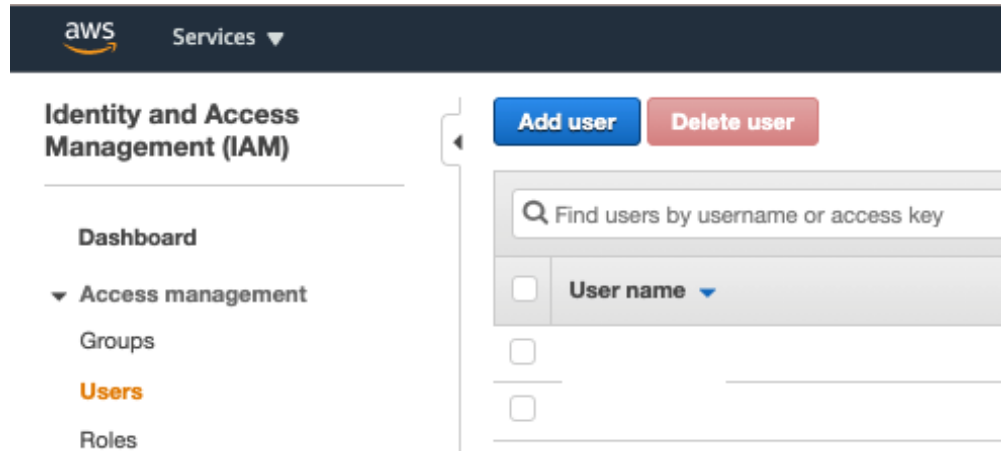 aws Services
Identity and Access
Management (IAM)
Add user Delete user
Find users by username or access key
Dashboard
User name
Access management
Groups
Users
Roles